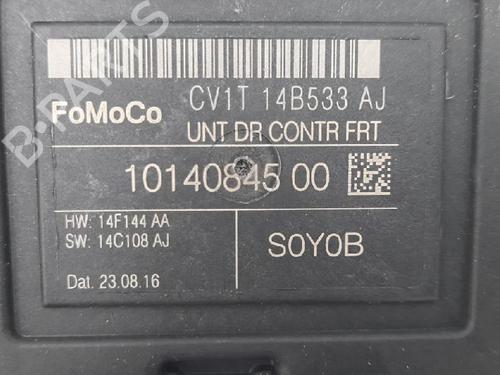 CV1T 14B533 AJ
FoMoCo
UNT DR CONTR FRT
10140845 00
HW: 14F144 AA
SW: 14C108 AJ
S0Y0B
Dat. 23.08.16
B-PARTS